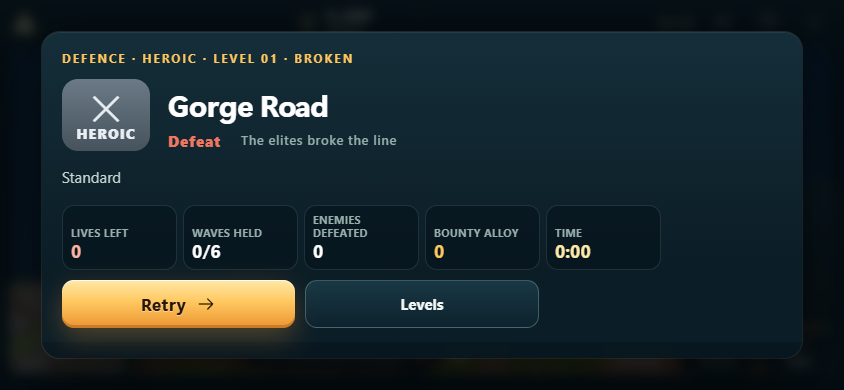 DEFENCE · HEROIC · LEVEL 01 · BROKEN
HEROIC
Gorge Road
Defeat The elites broke the line
Standard
LIVES LEFT
0
WAVES HELD
0/6
ENEMIES
DEFEATED
0
BOUNTY ALLOY
0
TIME
0:00
Retry →
Levels